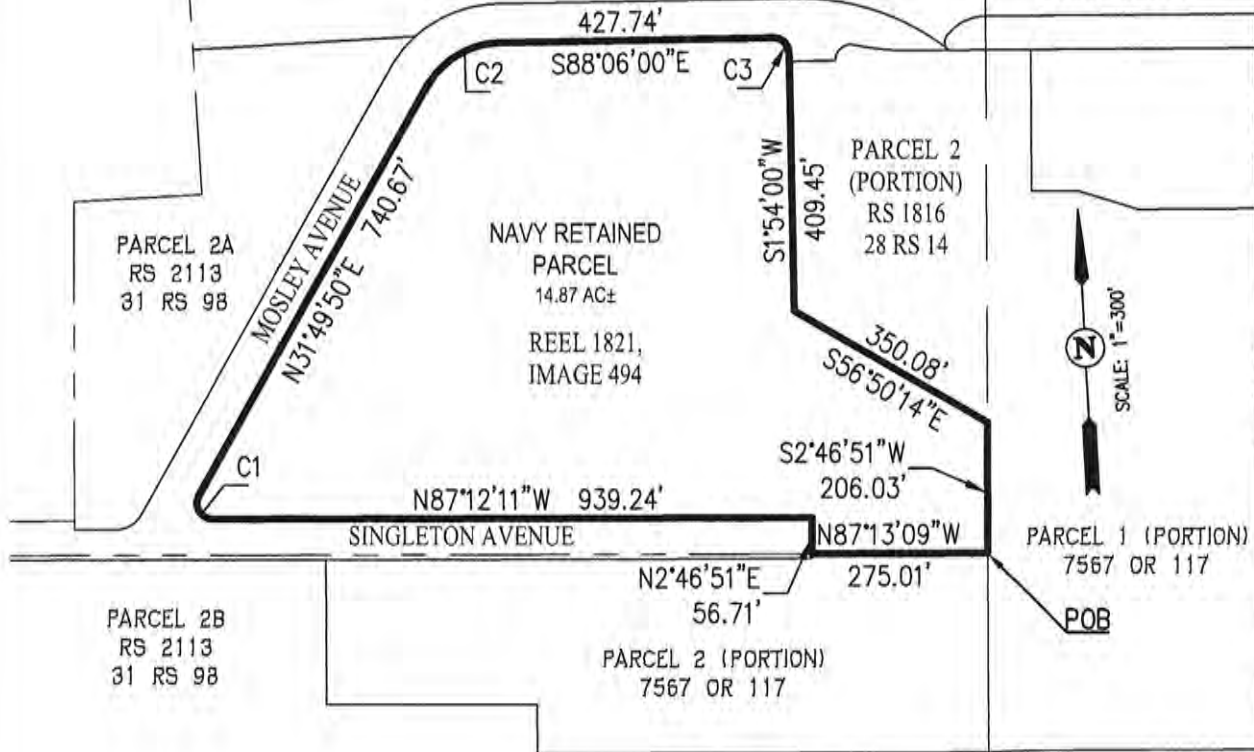 427.74'
S88°06'00"E
C2
C3
MOSLEY AVENUE
N31°49'50"E 740.67'
PARCEL 2A
RS 2113
31 RS 98
NAVY RETAINED
PARCEL
14.87 AC±
REEL 1821,
IMAGE 494
S1°54'00"W
409.45'
PARCEL 2
(PORTION)
RS 1816
28 RS 14
N
SCALE: 1"=300'
350.08'
S56°50'14"E
S2°46'51"W
206.03'
C1
N87°12'11"W 939.24'
SINGLETON AVENUE
N87°13'09"W
275.01'
N2°46'51"E
56.71'
PARCEL 1 (PORTION)
7567 OR 117
POB
PARCEL 2B
RS 2113
31 RS 98
PARCEL 2 (PORTION)
7567 OR 117